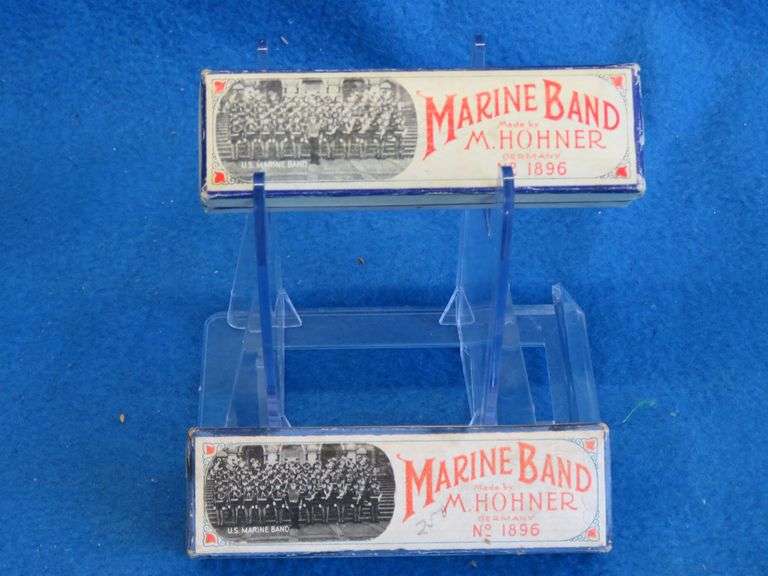 MARINE BAND
Made by
M. HOHNER
GERMANY
Nº 1896
U.S. MARINE BAND
MARINE BAND
Made by
M. HOHNER
GERMANY
Nº 1896
U.S. MARINE BAND